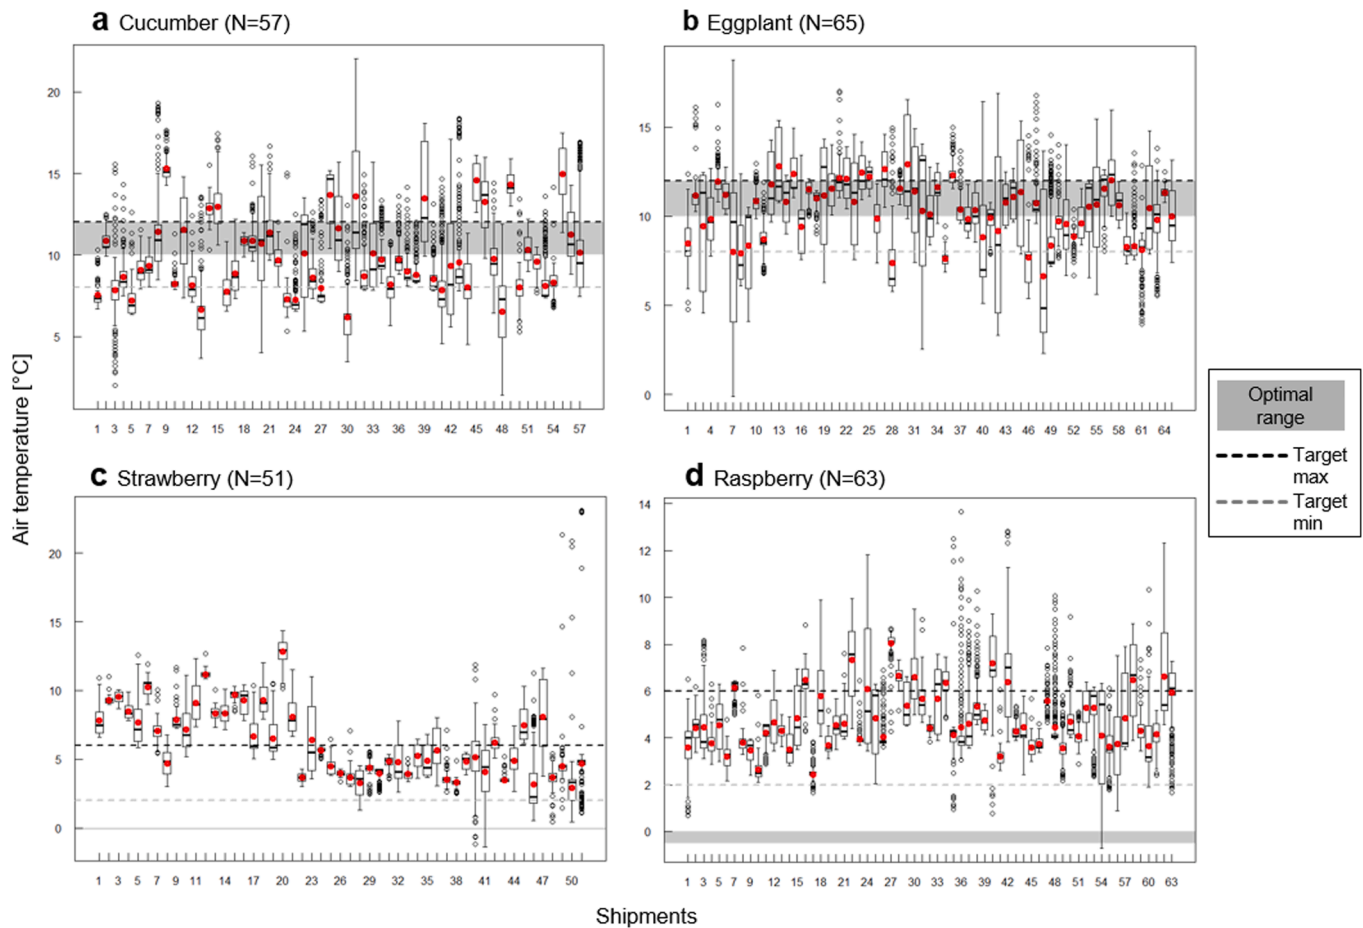 a Cucumber (N=57)
b Eggplant (N=65)
20
15
10
5
15
10
5
0
1 3 5 7 9 12 15 18 21 24 27 30 33 36 39 42 45 48 51 54 57
1 4 7 10 13 16 19 22 25 28 31 34 37 40 43 46 49 52 55 58 61 64
Air temperature [°C]
Optimal
range
Target
max
Target
min
c Strawberry (N=51)
d Raspberry (N=63)
20
15
10
5
0
14
12
10
8
6
4
2
0
1 3 5 7 9 11 14 17 20 23 26 29 32 35 38 41 44 47 50
1 3 5 7 9 12 15 18 21 24 27 30 33 36 39 42 45 48 51 54 57 60 63
Shipments